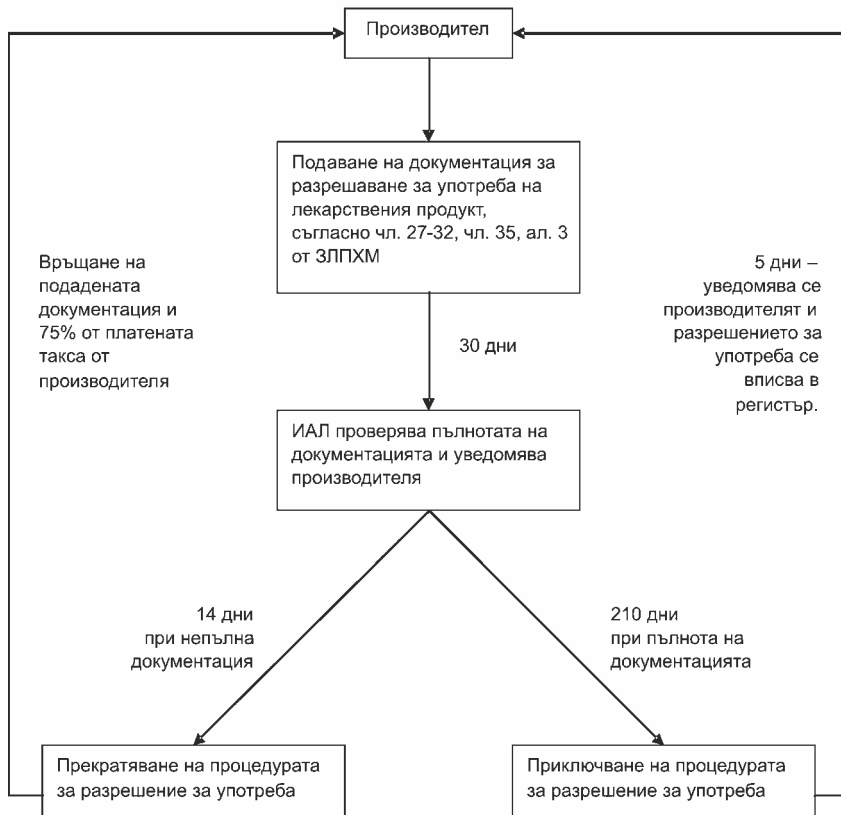 Производител
Подаване на документация за
разрешаване за употреба на
лекарствения продукт,
съгласно чл. 27-32, чл. 35, ал. 3
от ЗЛПХМ
Връщане на
подадената
документация и
75% от платената
такса от
производителя
5 дни –
уведомява се
производителят и
разрешението за
употреба се
вписва в
регистър.
30 дни
ИАЛ проверява пълнотата на
документацията и уведомява
производителя
14 дни
при непълна
документация
210 дни
при пълнота на
документацията
Прекратяване на процедурата
за разрешение за употреба
Приключване на процедурата
за разрешение за употреба